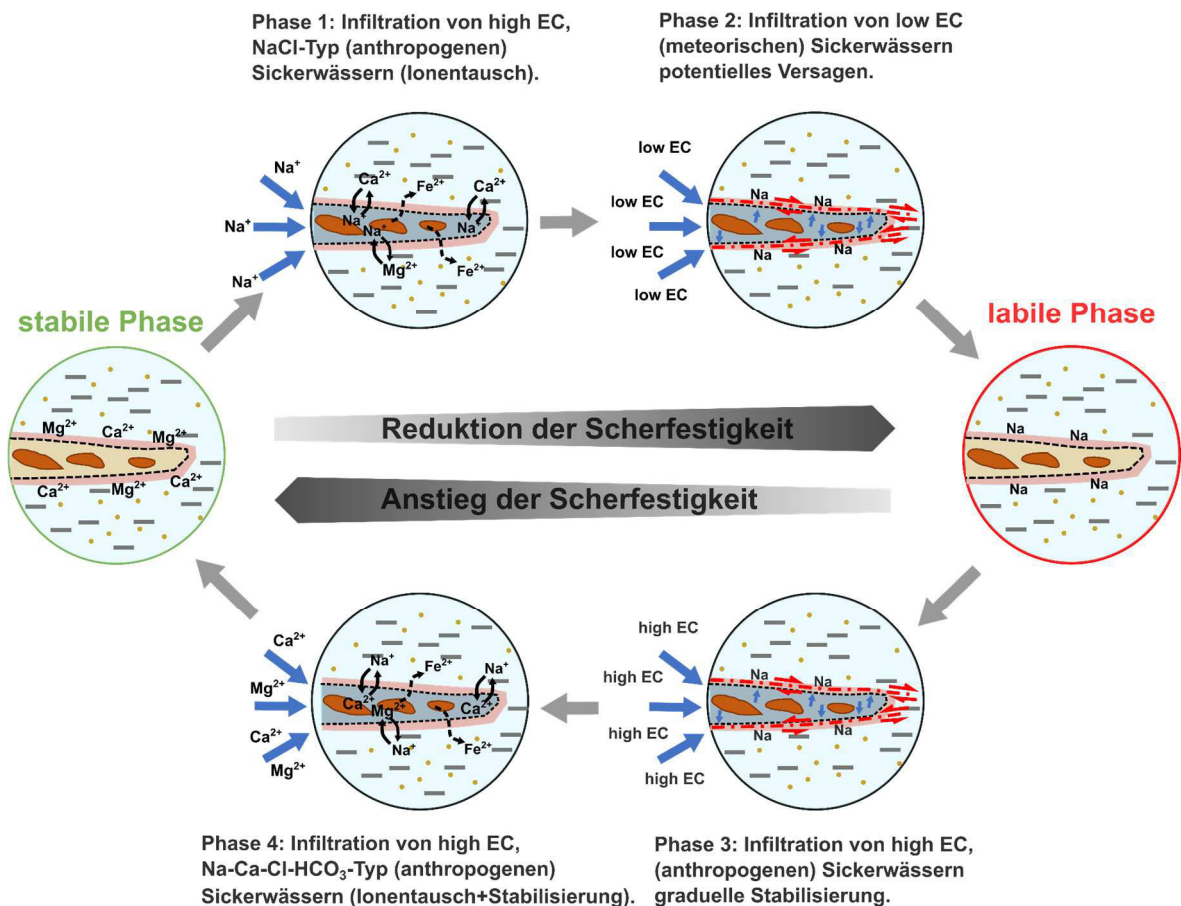 Phase 1: Infiltration von high EC,
NaCl-Typ (anthropogenen)
Sickerwässern (Ionentausch).
Phase 2: Infiltration von low EC
(meteorischen) Sickerwässern
potentielles Versagen.
Na⁺
Na⁺
Na⁺
Ca²⁺
Fe²⁺
Ca²⁺
Na⁺
Na⁺
Na⁺
Mg²⁺
Fe²⁺
low EC
low EC
low EC
low EC
Na
Na
Na
Na
stabile Phase
labile Phase
Mg²⁺
Ca²⁺
Mg²⁺
Ca²⁺
Mg²⁺
Ca²⁺
Reduktion der Scherfestigkeit
Anstieg der Scherfestigkeit
Na
Na
Na
Na
Ca²⁺
Mg²⁺
Ca²⁺
Mg²⁺
Na⁺
Fe²⁺
Na⁺
Ca²⁺
Mg²⁺
Ca²⁺
Na⁺
Fe²⁺
high EC
high EC
high EC
high EC
Na
Na
Na
Na
Phase 4: Infiltration von high EC,
Na-Ca-Cl-HCO₃-Typ (anthropogenen)
Sickerwässern (Ionentausch+Stabilisierung).
Phase 3: Infiltration von high EC,
(anthropogenen) Sickerwässern
graduelle Stabilisierung.